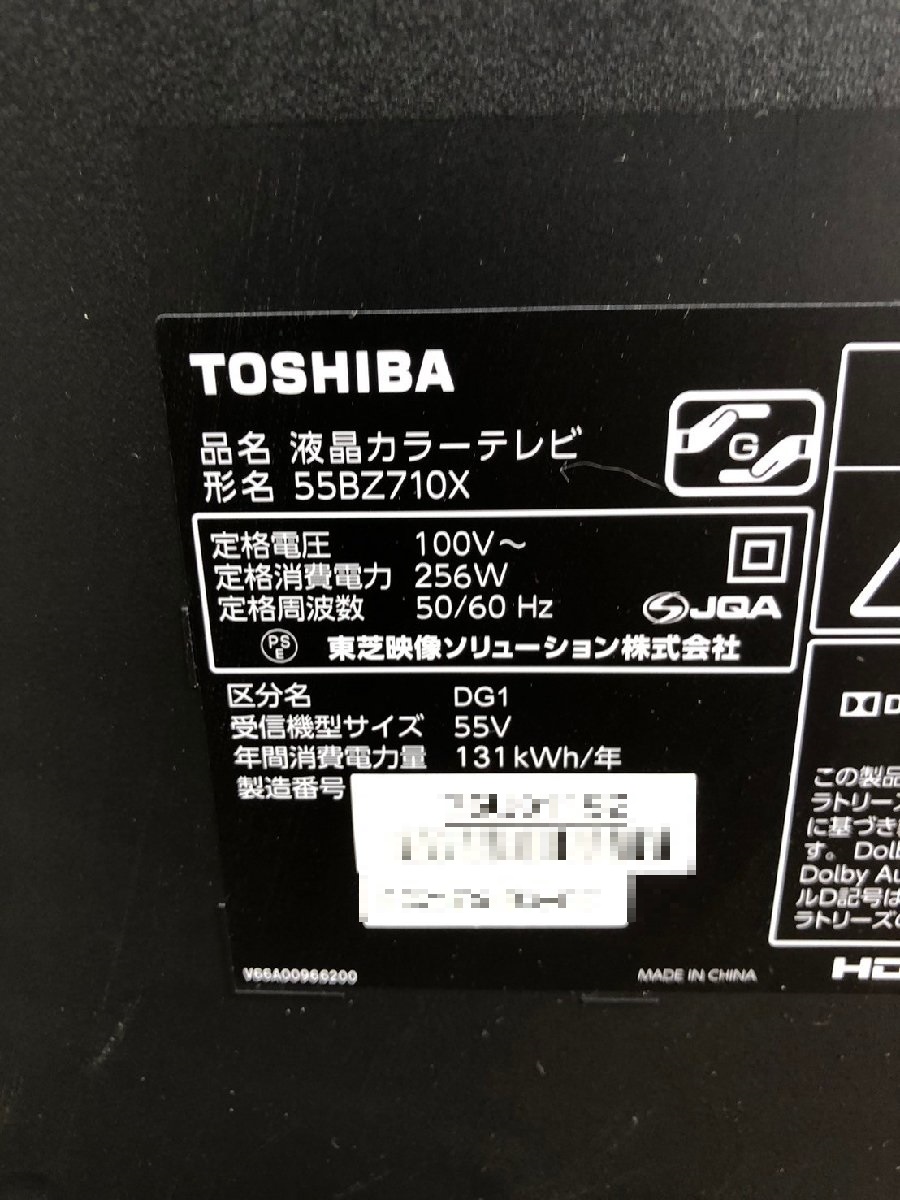 TOSHIBA
品名 液晶カラーテレビ
形名 55BZ710X
G
定格電圧 100V～
定格消費電力 256W
定格周波数 50/60 Hz
JQA
PS
E
東芝映像ソリューション株式会社
区分名 DG1
受信機型サイズ 55V
年間消費電力量 131kWh/年
製造番号
V66A00966200
MADE IN CHINA
この製品
ラトリーズ
に基づき
す。Dol
Dolby Au
ルD記号は
ラトリーズの
HD